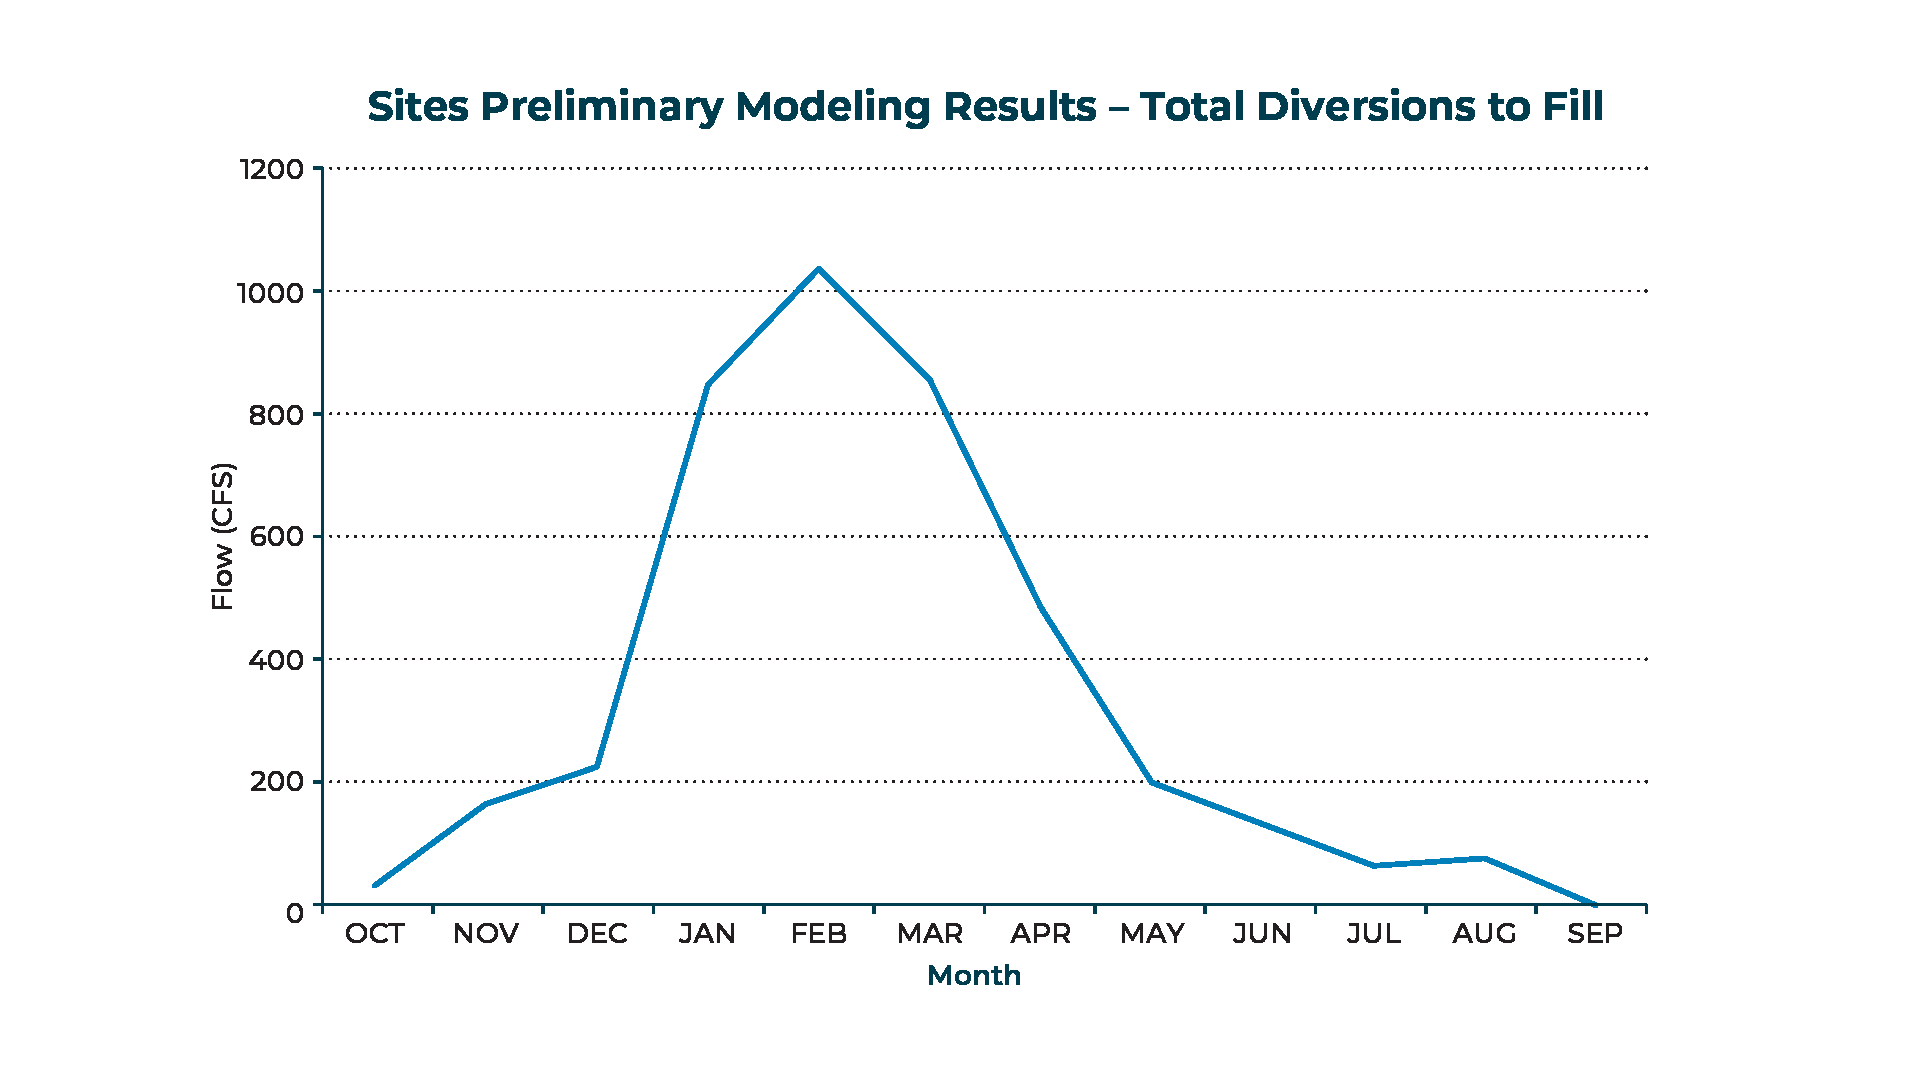 Sites Preliminary Modeling Results – Total Diversions to Fill
1200
1000
800
600
400
200
0
Flow (CFS)
OCT NOV DEC JAN FEB MAR APR MAY JUN JUL AUG SEP
Month